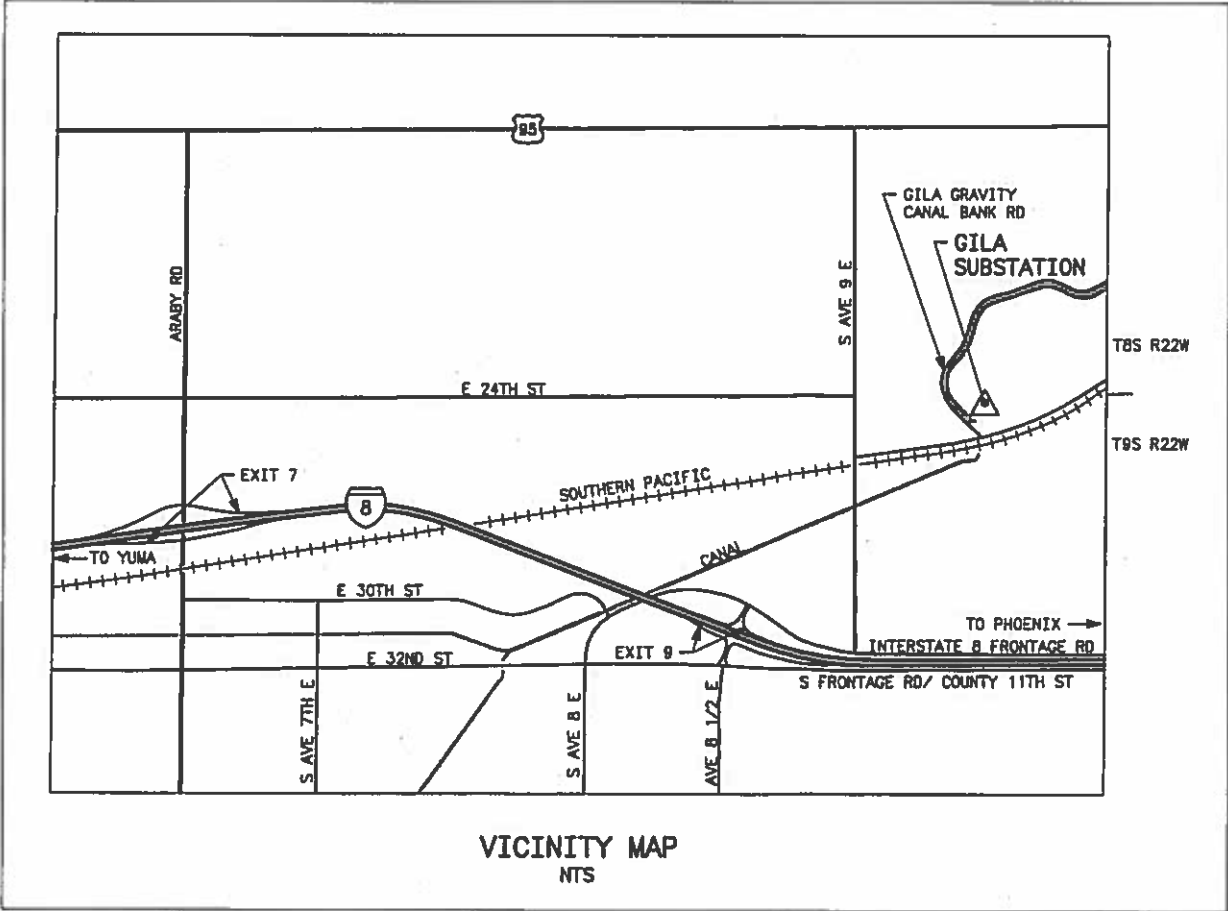 95
GILA GRAVITY
CANAL BANK RD
GILA
SUBSTATION
ARABY RD
S AVE 9 E
T8S R22W
E 24TH ST
T9S R22W
EXIT 7
8
SOUTHERN PACIFIC
TO YUMA
CANAL
E 30TH ST
TO PHOENIX
INTERSTATE 8 FRONTAGE RD
E 32ND ST
EXIT 9
S FRONTAGE RD/ COUNTY 11TH ST
S AVE 7TH E
S AVE 8 E
AVE 8 1/2 E
VICINITY MAP
NTS